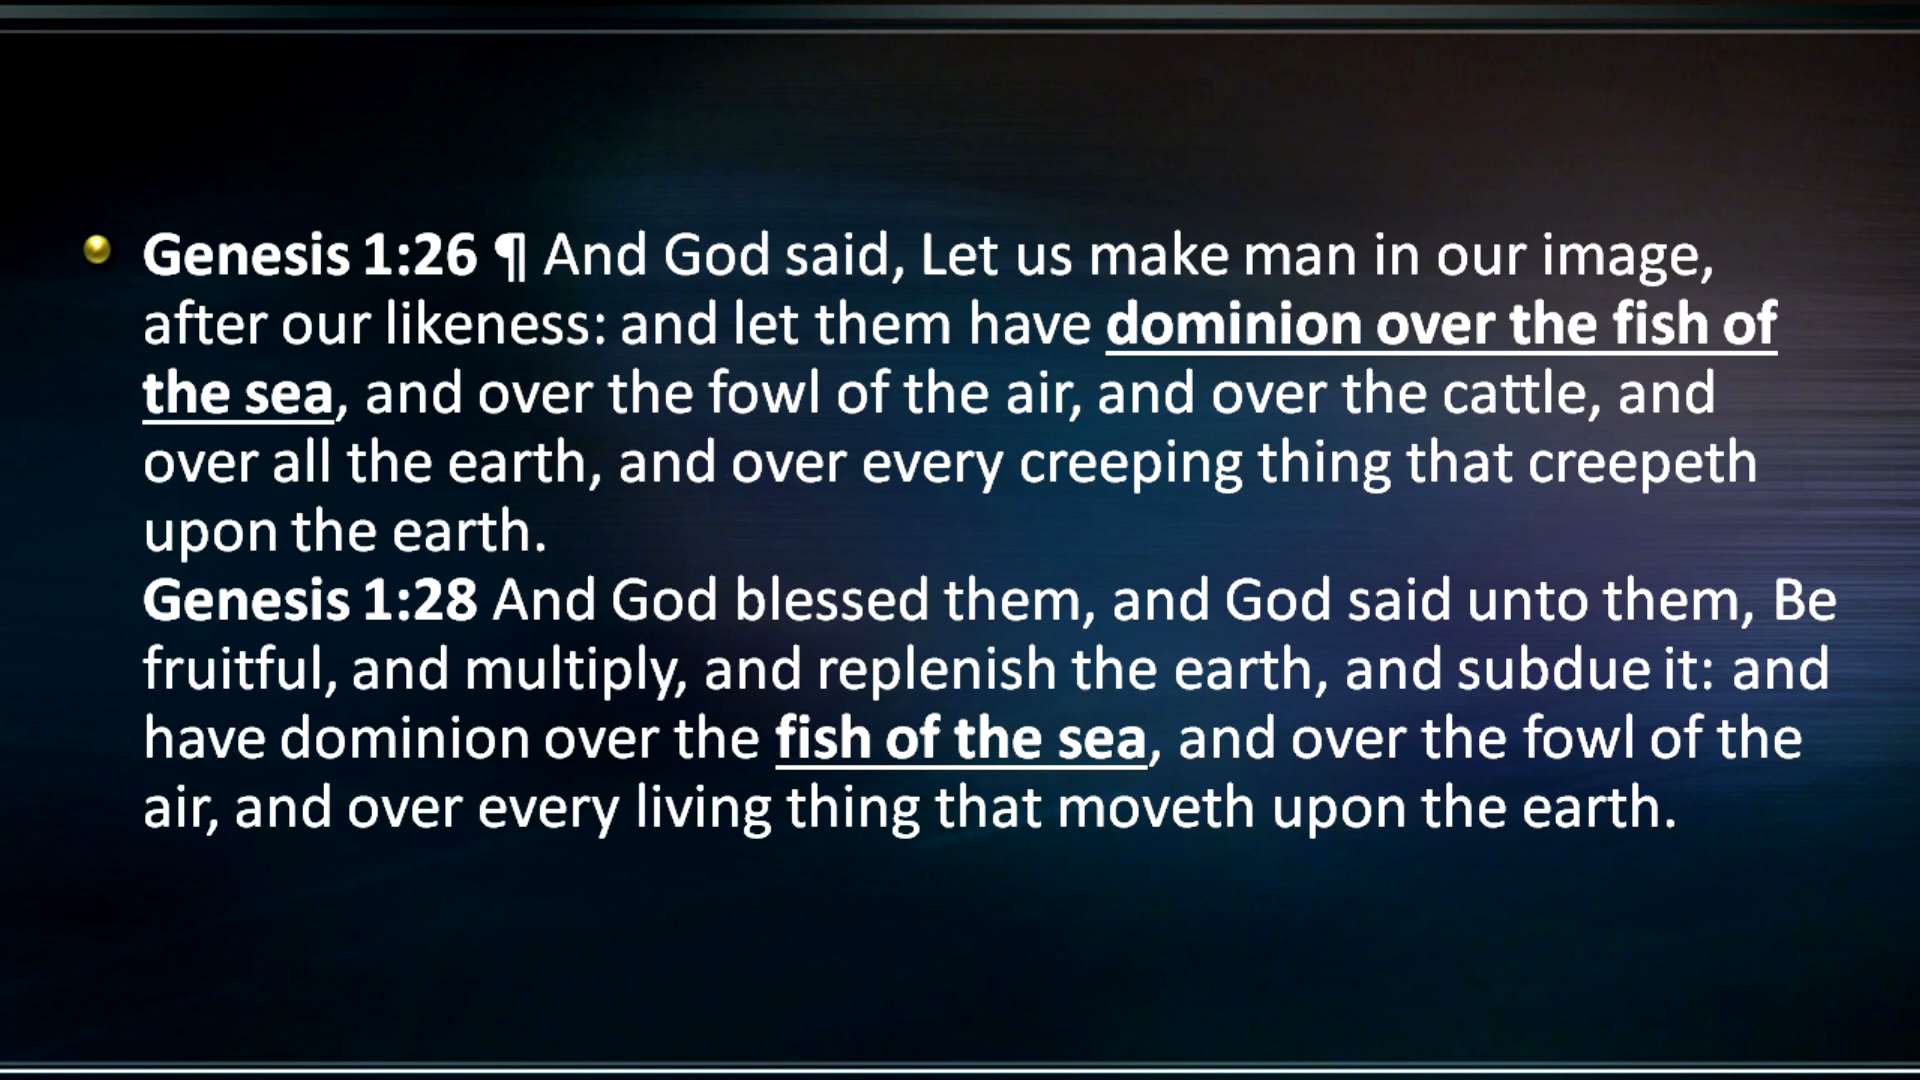 Genesis 1:26 ¶ And God said, Let us make man in our image,
after our likeness: and let them have dominion over the fish of
the sea, and over the fowl of the air, and over the cattle, and
over all the earth, and over every creeping thing that creepeth
upon the earth.
Genesis 1:28 And God blessed them, and God said unto them, Be
fruitful, and multiply, and replenish the earth, and subdue it: and
have dominion over the fish of the sea, and over the fowl of the
air, and over every living thing that moveth upon the earth.